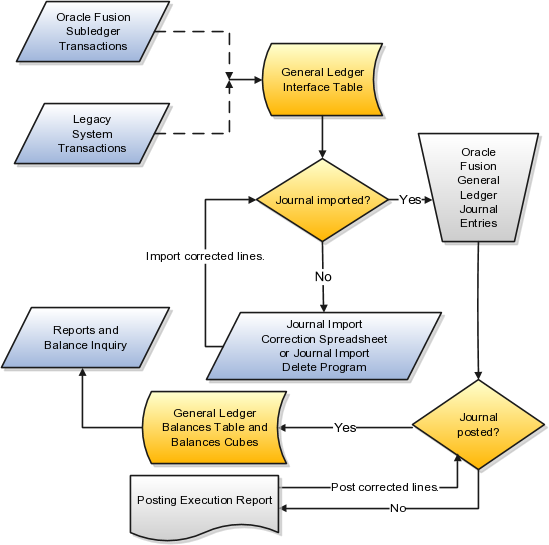 Oracle Fusion
Subledger
Transactions
General Ledger
Interface Table
Legacy
System
Transactions
Oracle
Fusion
General
Ledger
Journal
Entries
Journal imported?
Yes
Import corrected lines.
No
Journal Import
Correction Spreadsheet
or Journal Import
Delete Program
Reports and
Balance Inquiry
General Ledger
Balances Table and
Balances Cubes
Yes
Journal
posted?
Posting Execution Report
Post corrected lines.
No